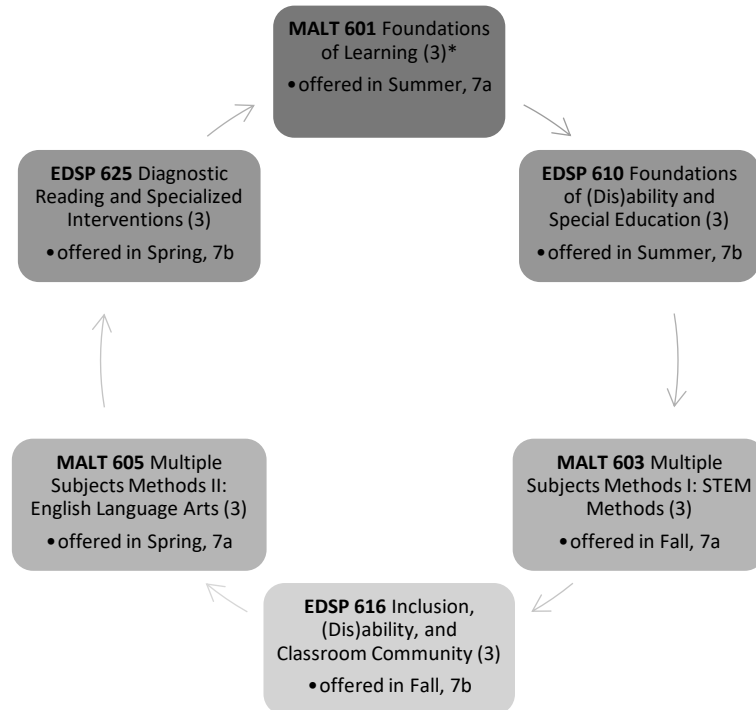 MALT 601 Foundations
of Learning (3)*
•offered in Summer, 7a
EDSP 610 Foundations
of (Dis)ability and
Special Education (3)
•offered in Summer, 7b
MALT 603 Multiple
Subjects Methods I: STEM
Methods (3)
•offered in Fall, 7a
EDSP 616 Inclusion,
(Dis)ability, and
Classroom Community (3)
•offered in Fall, 7b
MALT 605 Multiple
Subjects Methods II:
English Language Arts (3)
•offered in Spring, 7a
EDSP 625 Diagnostic
Reading and Specialized
Interventions (3)
•offered in Spring, 7b